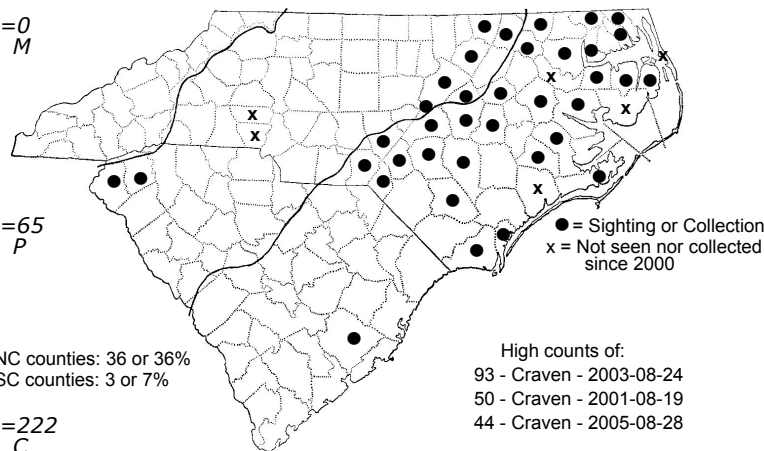 =0
M
=65
P
● = Sighting or Collection
x = Not seen nor collected
since 2000
NC counties: 36 or 36%
SC counties: 3 or 7%
High counts of:
93 - Craven - 2003-08-24
50 - Craven - 2001-08-19
44 - Craven - 2005-08-28
=222
C